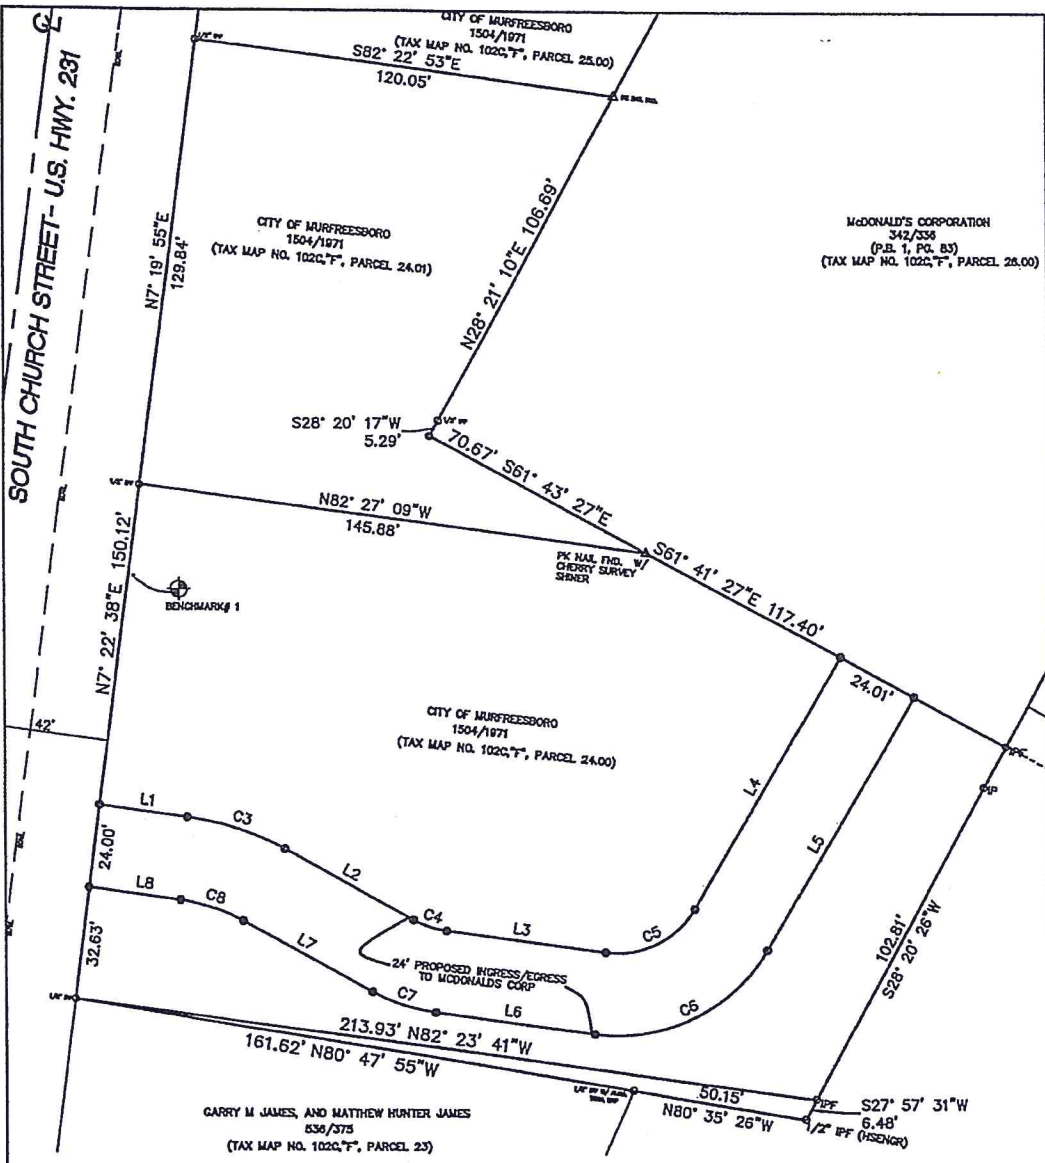 CITY OF MURFREESBORO
1504/1971
(TAX MAP NO. 102C,"F", PARCEL 25.00)
S82° 22' 53"E
120.05'
SOUTH CHURCH STREET- U.S. HWY. 231
N7° 19' 55"E
129.84'
CITY OF MURFREESBORO
1504/1971
(TAX MAP NO. 102C,"F", PARCEL 24.01)
N28° 21' 10"E 106.69'
McDONALD'S CORPORATION
342/336
(P.B. 1, PG. 83)
(TAX MAP NO. 102C,"F", PARCEL 26.00)
S28° 20' 17"W
5.29'
70.67' S61° 43' 27"E
N82° 27' 09"W
145.88'
PK NAIL FND. W/
CHERRY SURVEY
SHINER
S61° 41' 27"E 117.40'
N7° 22' 38"E 150.12'
BENCHMARK# 1
24.01'
42'
IPF
IP
CITY OF MURFREESBORO
1504/1971
(TAX MAP NO. 102C,"F", PARCEL 24.00)
L4
L5
L1
C3
24.00'
L2
L8
C8
C4
L3
C5
L7
32.63'
24' PROPOSED INGRESS/EGRESS
TO MCDONALDS CORP
C7
L6
C6
102.81'
S28° 20' 26"W
213.93' N82° 23' 41"W
161.62' N80° 47' 55"W
50.15'
N80° 35' 26"W
IPF
S27° 57' 31"W
6.48'
1/2" IPF (HSENGR)
GARRY M JAMES, AND MATTHEW HUNTER JAMES
636/375
(TAX MAP NO. 102C,"F", PARCEL 23)